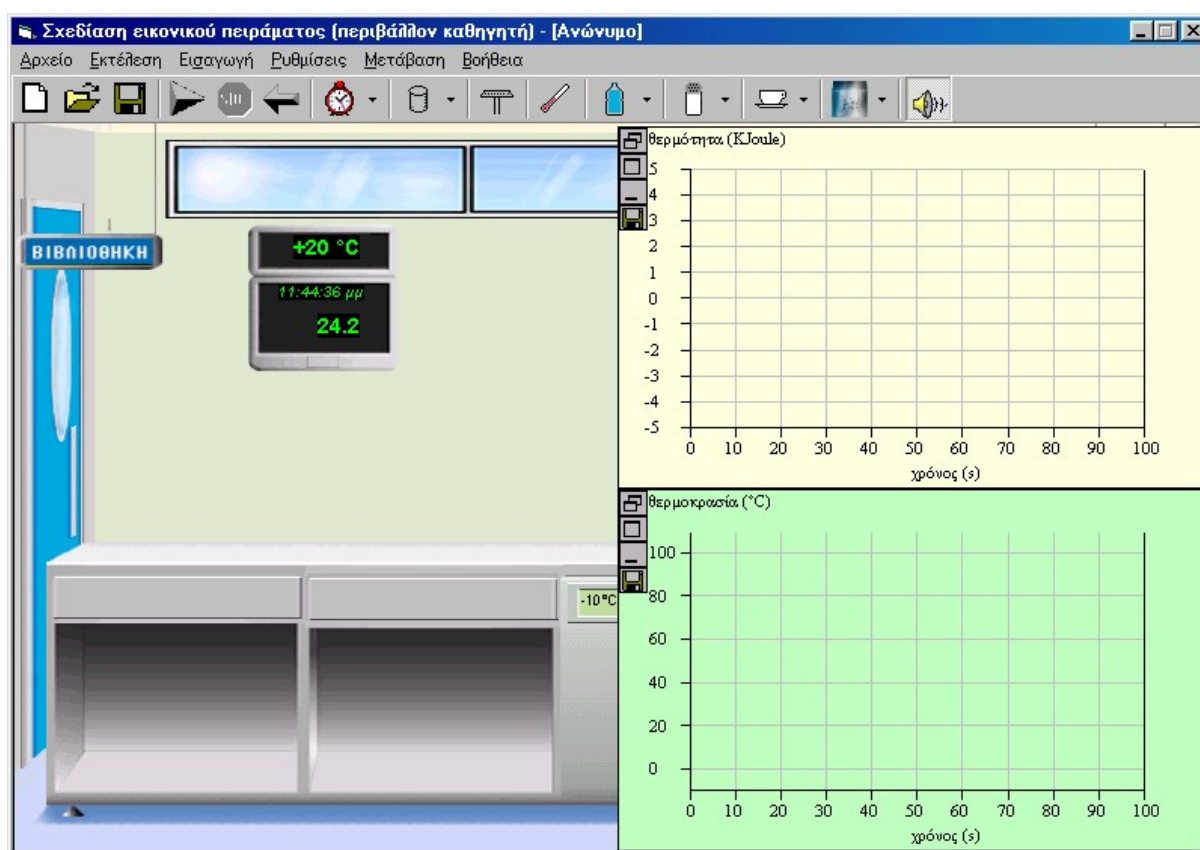 Σχεδίαση εικονικού πειράματος (περιβάλλον καθηγητή) - [Ανώνυμο]
Αρχείο Εκτέλεση Εισαγωγή Ρυθμίσεις Μετάβαση Βοήθεια
ΒΙΒΛΙΟΘΗΚΗ
+20 °C
11:44:36 μμ
24.2
-10°C
θερμότητα (KJoule)
5
4
3
2
1
0
-1
-2
-3
-4
-5
0 10 20 30 40 50 60 70 80 90 100
χρόνος (s)
θερμοκρασία (°C)
100
80
60
40
20
0
0 10 20 30 40 50 60 70 80 90 100
χρόνος (s)